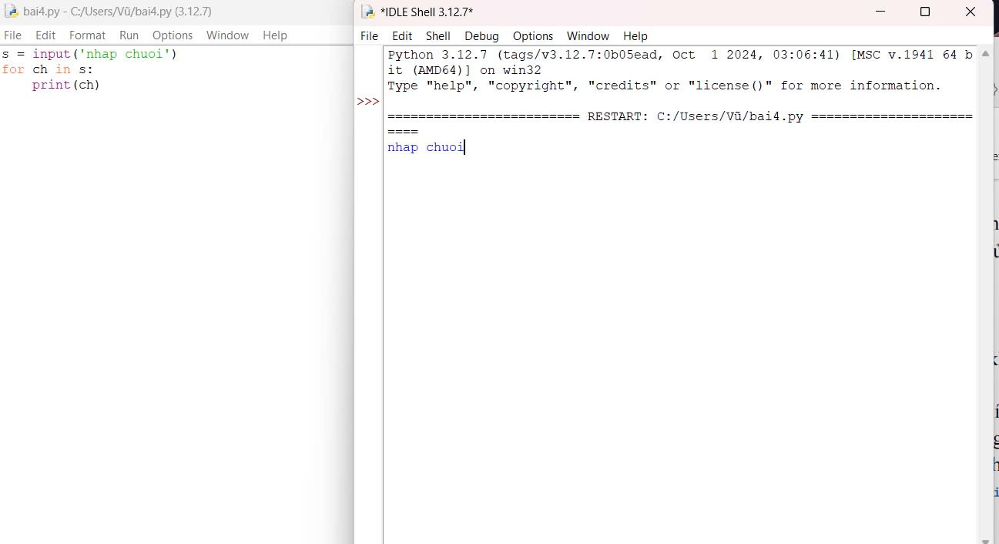 bai4.py - C:/Users/Vũ/bai4.py (3.12.7)
File Edit Format Run Options Window Help
s = input('nhap chuoi')
for ch in s:
    print(ch)
*IDLE Shell 3.12.7*
File Edit Shell Debug Options Window Help
Python 3.12.7 (tags/v3.12.7:0b05ead, Oct  1 2024, 03:06:41) [MSC v.1941 64 b
it (AMD64)] on win32
Type "help", "copyright", "credits" or "license()" for more information.
>>>
========================= RESTART: C:/Users/Vũ/bai4.py =====================
====
nhap chuoi